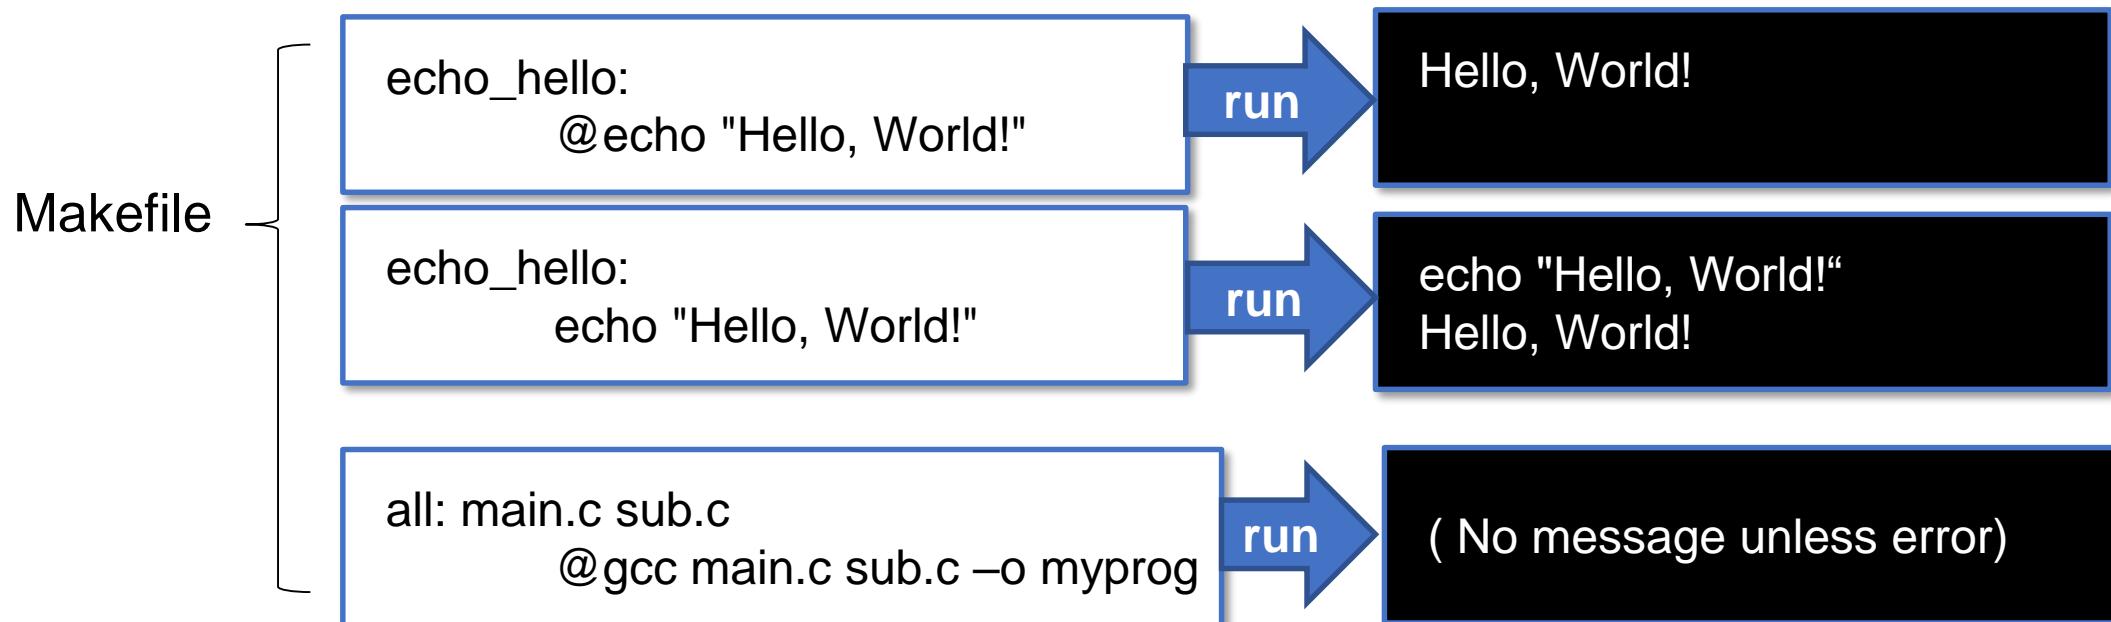 Makefile
echo_hello:
@echo "Hello, World!"
run
Hello, World!
echo_hello:
echo "Hello, World!"
run
echo "Hello, World!“
Hello, World!
all: main.c sub.c
@gcc main.c sub.c –o myprog
run
( No message unless error)